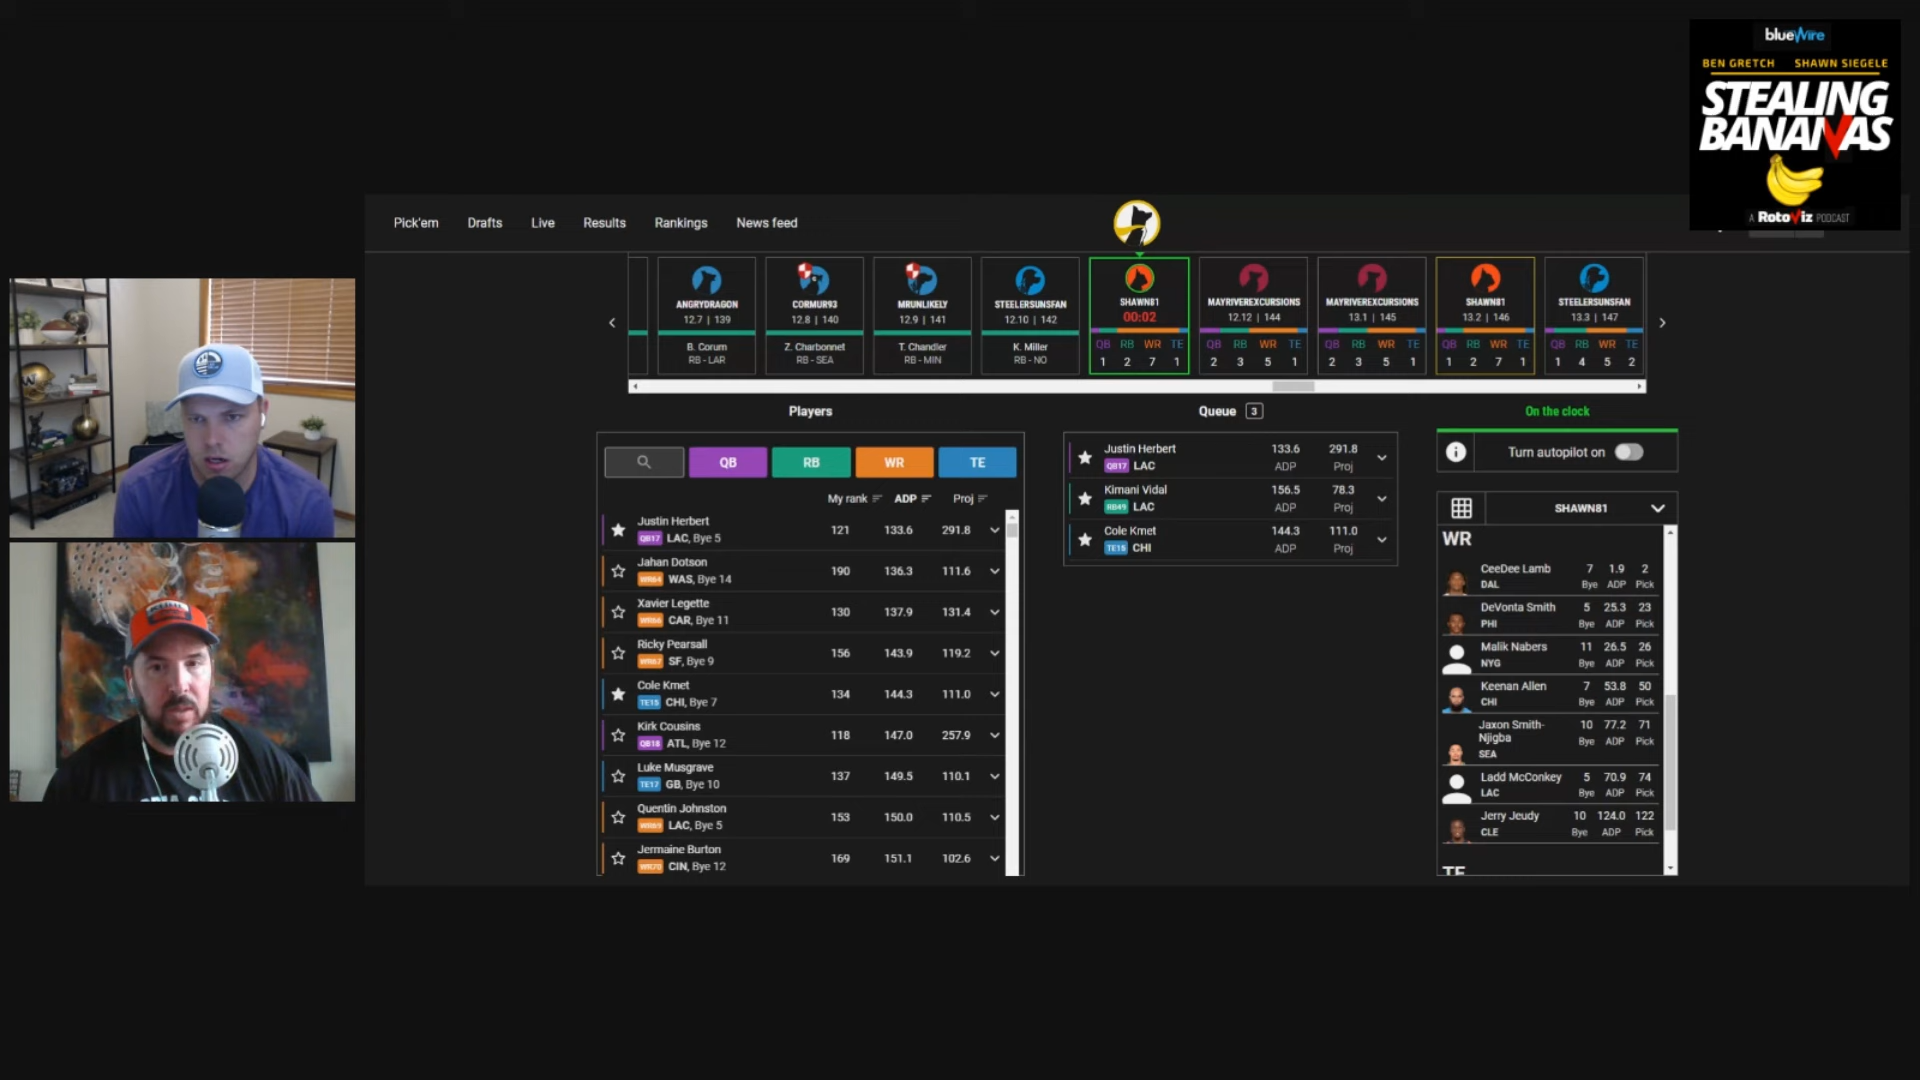 blueWire
BEN GRETCH SHAWN SIEGELE
STEALING
BANANAS
A RotoViz PODCAST
Pick'em Drafts Live Results Rankings News feed
ANGRYDRAGON
12.7 | 139
B. Corum
RB - LAR
CORMUR93
12.8 | 140
Z. Charbonnet
RB - SEA
MRUNLIKELY
12.9 | 141
T. Chandler
RB - MIN
STEELERSUNSFAN
12.10 | 142
K. Miller
RB - NO
SHAWN81
00:02
QB RB WR TE
1 2 7 1
MAYRIVEREXCURSIONS
12.12 | 144
QB RB WR TE
2 3 5 1
MAYRIVEREXCURSIONS
13.1 | 145
QB RB WR TE
2 3 5 1
SHAWN81
13.2 | 146
QB RB WR TE
1 2 7 1
STEELERSUNSFAN
13.3 | 147
QB RB WR TE
1 4 5 2
Players
QB RB WR TE
My rank ADP Proj
Justin Herbert
QB17 LAC, Bye 5
121 133.6 291.8
Jahan Dotson
WR64 WAS, Bye 14
190 136.3 111.6
Xavier Legette
WR66 CAR, Bye 11
130 137.9 131.4
Ricky Pearsall
WR67 SF, Bye 9
156 143.9 119.2
Cole Kmet
TE15 CHI, Bye 7
134 144.3 111.0
Kirk Cousins
QB18 ATL, Bye 12
118 147.0 257.9
Luke Musgrave
TE17 GB, Bye 10
137 149.5 110.1
Quentin Johnston
WR69 LAC, Bye 5
153 150.0 110.5
Jermaine Burton
WR70 CIN, Bye 12
169 151.1 102.6
Queue 3
Justin Herbert 133.6 291.8
QB17 LAC ADP Proj
Kimani Vidal 156.5 78.3
RB49 LAC ADP Proj
Cole Kmet 144.3 111.0
TE15 CHI ADP Proj
On the clock
Turn autopilot on
SHAWN81
WR
CeeDee Lamb 7 1.9 2
DAL Bye ADP Pick
DeVonta Smith 5 25.3 23
PHI Bye ADP Pick
Malik Nabers 11 26.5 26
NYG Bye ADP Pick
Keenan Allen 7 53.8 50
CHI Bye ADP Pick
Jaxon Smith-
Njigba
SEA
10 77.2 71
Bye ADP Pick
Ladd McConkey 5 70.9 74
LAC Bye ADP Pick
Jerry Jeudy 10 124.0 122
CLE Bye ADP Pick
TE